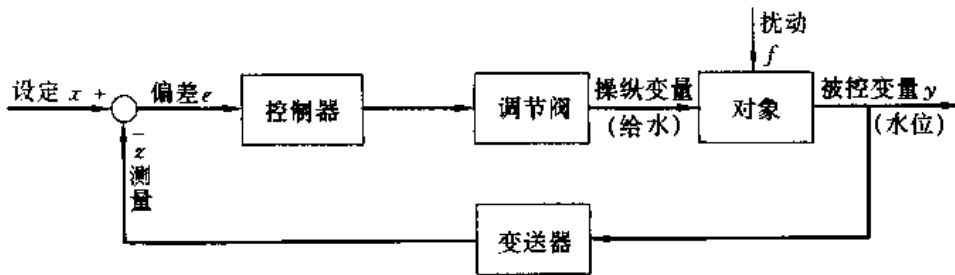 扰动
f
设定 x +
偏差 e
控制器
调节阀
操纵变量
(给水)
对象
被控变量 y
(水位)
−
z
测量
变送器